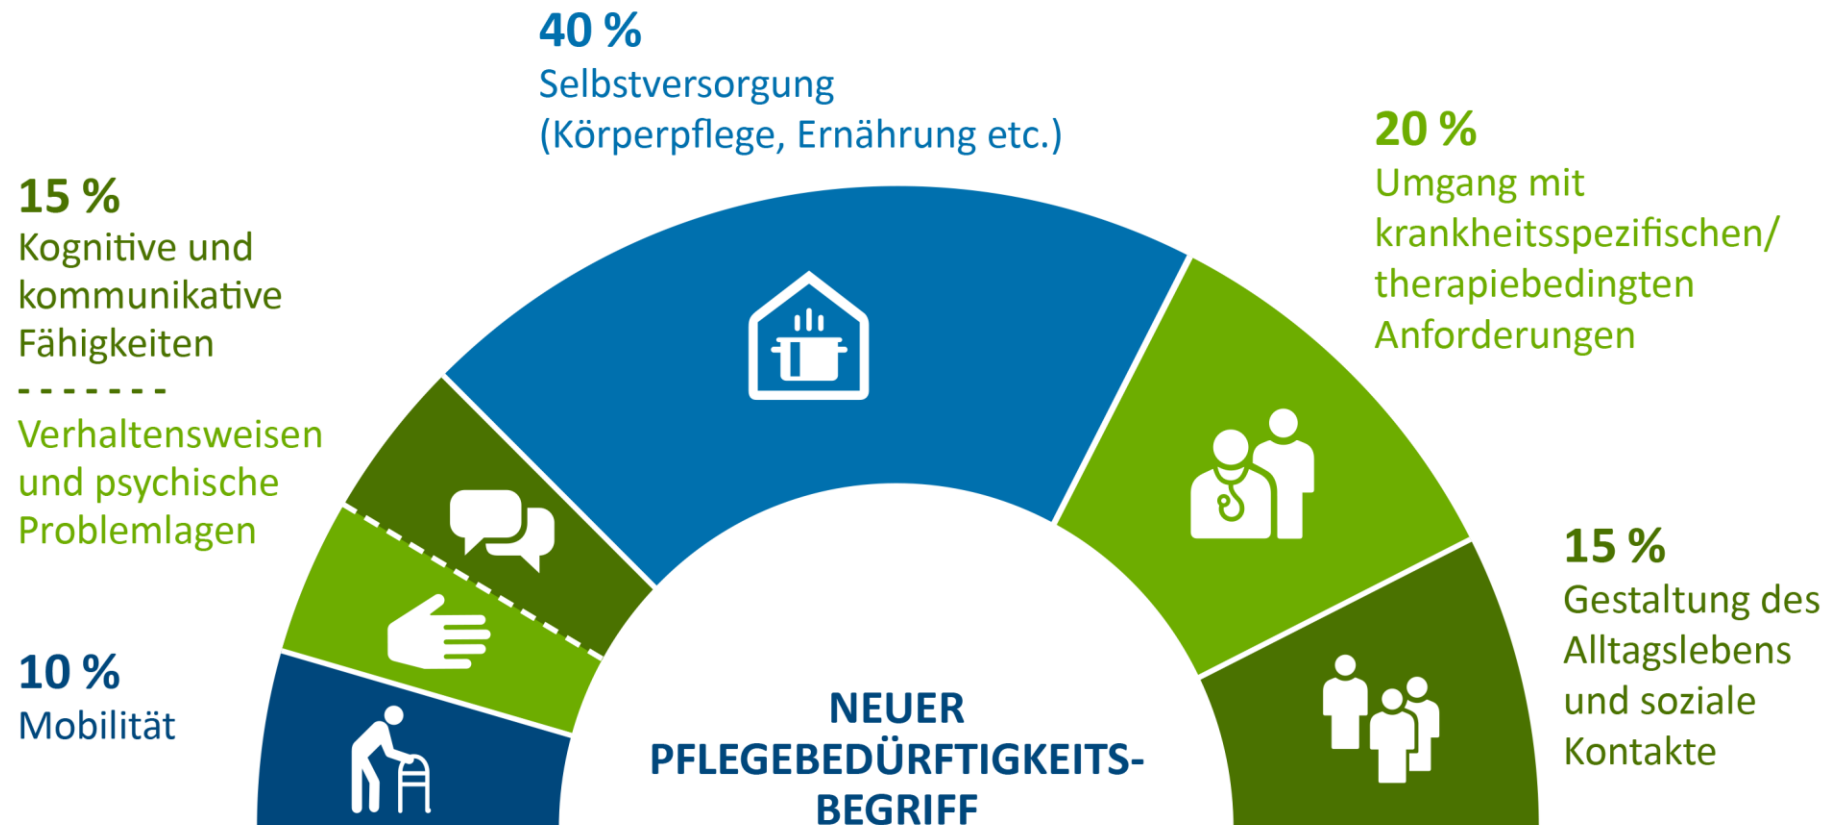 40 %
Selbstversorgung
(Körperpflege, Ernährung etc.)
20 %
Umgang mit
krankheitsspezifischen/
therapiebedingten
Anforderungen
15 %
Kognitive und
kommunikative
Fähigkeiten
- - - - - - -
Verhaltensweisen
und psychische
Problemlagen
15 %
Gestaltung des
Alltagslebens
und soziale
Kontakte
10 %
Mobilität
NEUER
PFLEGEBEDÜRFTIGKEITS-
BEGRIFF